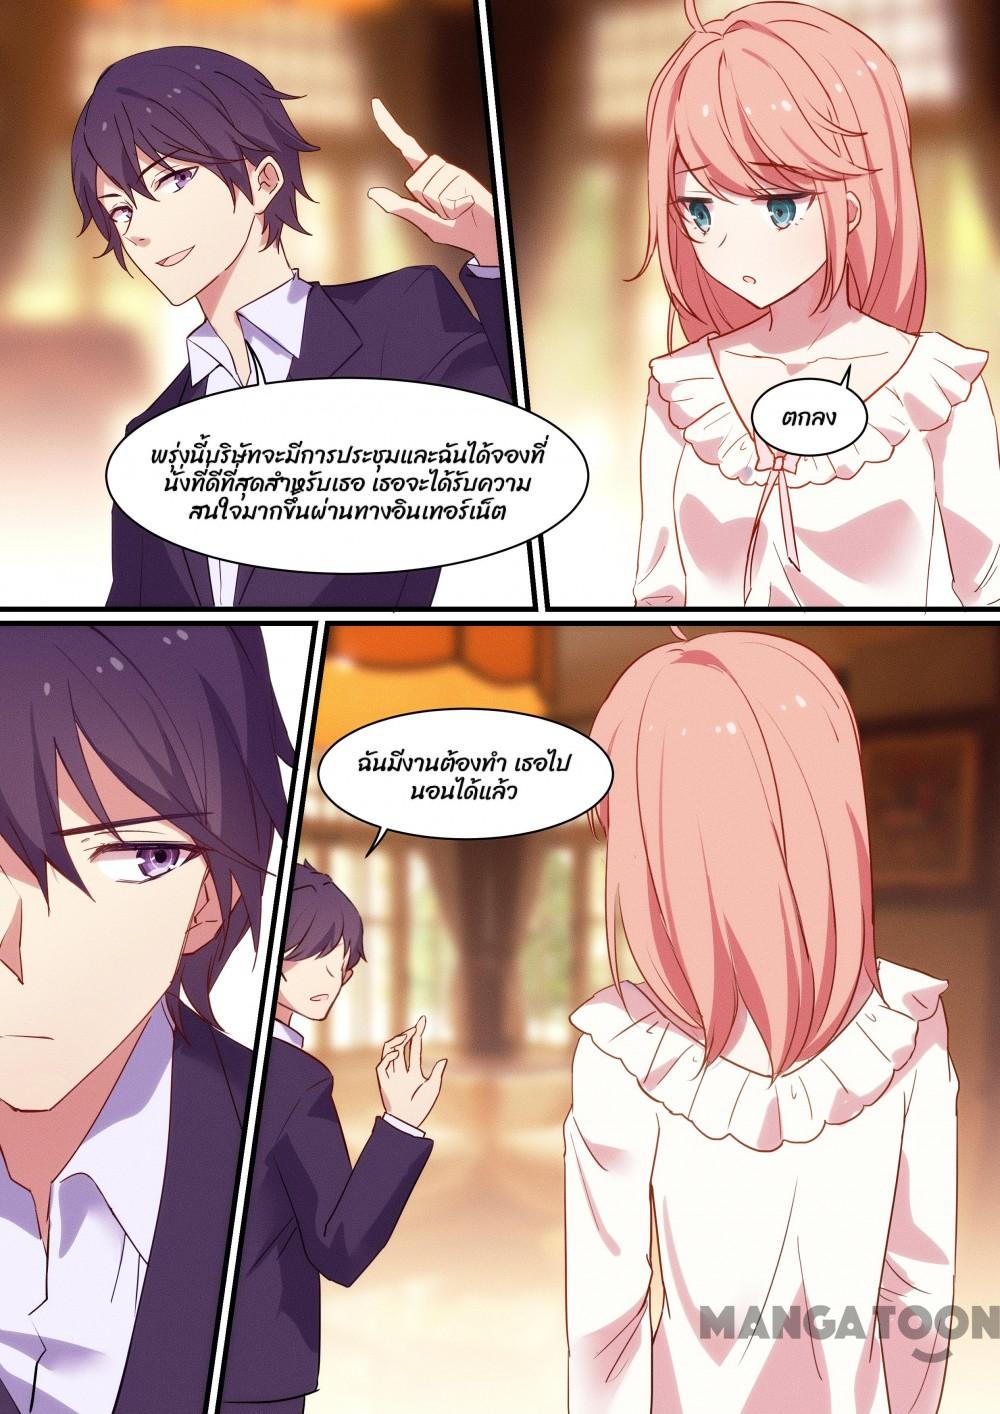 พรุ่งนี้บริษัทจะมีการประชุมและฉันได้จองที่
นั่งที่ดีที่สุดสำหรับเธอ เธอจะได้รับความ
สนใจมากขึ้นผ่านทางอินเทอร์เน็ต
ตกลง
ฉันมีงานต้องทำ เธอไป
นอนได้แล้ว
MANGATOON